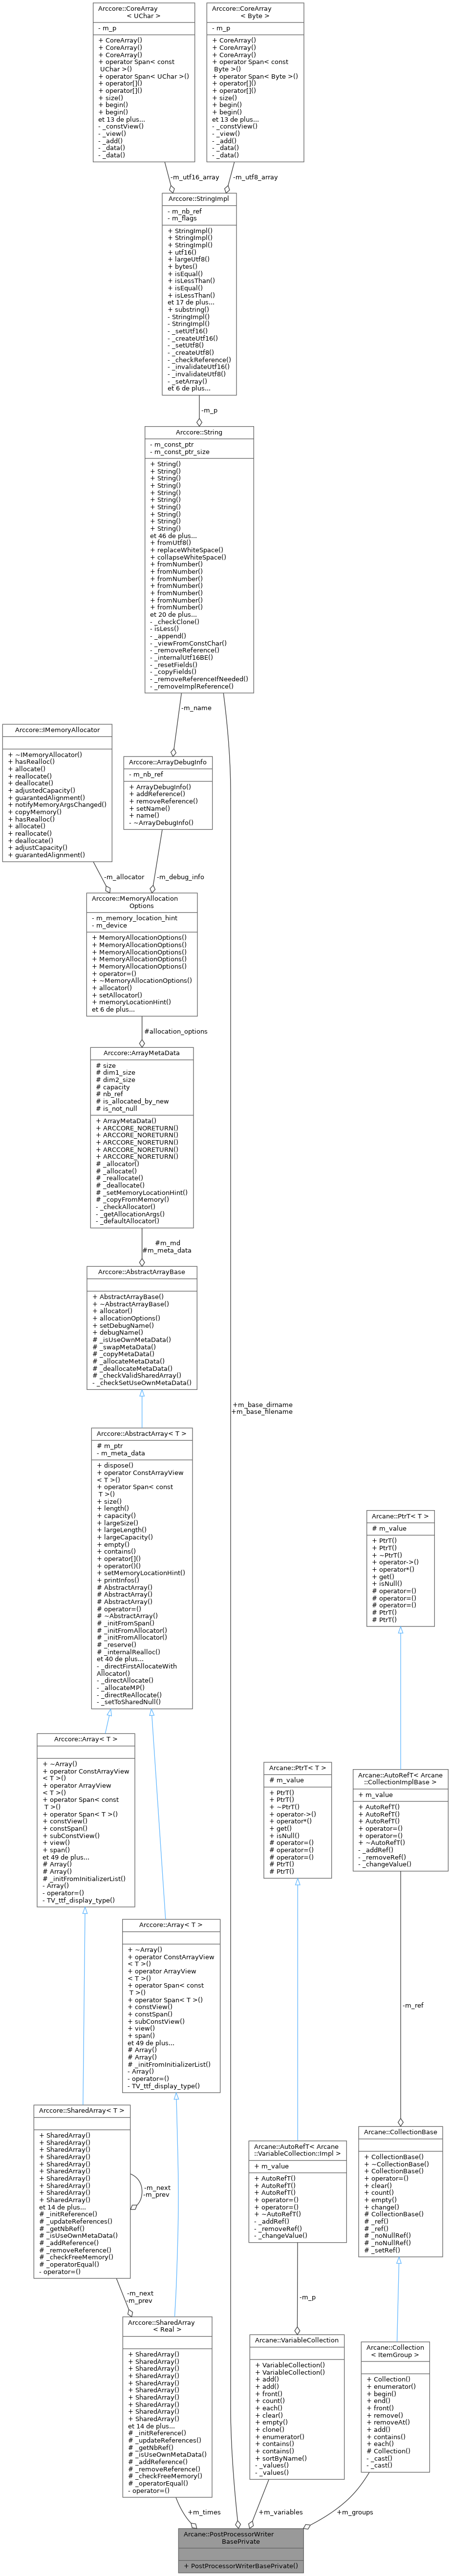 Arccore::CoreArray
< UChar >
- m_p
+ CoreArray()
+ CoreArray()
+ CoreArray()
+ operator Span< const
UChar >()
+ operator Span< UChar >()
+ operator[]()
+ operator[]()
+ size()
+ begin()
+ begin()
et 13 de plus...
- _constView()
- _view()
- _add()
- _data()
- _data()
Arccore::CoreArray
< Byte >
- m_p
+ CoreArray()
+ CoreArray()
+ CoreArray()
+ operator Span< const
Byte >()
+ operator Span< Byte >()
+ operator[]()
+ operator[]()
+ size()
+ begin()
+ begin()
et 13 de plus...
- _constView()
- _view()
- _add()
- _data()
- _data()
-m_utf16_array
-m_utf8_array
Arccore::StringImpl
- m_nb_ref
- m_flags
+ StringImpl()
+ StringImpl()
+ StringImpl()
+ utf16()
+ largeUtf8()
+ bytes()
+ isEqual()
+ isLessThan()
+ isEqual()
+ isLessThan()
et 17 de plus...
+ substring()
- StringImpl()
- StringImpl()
- _setUtf16()
- _createUtf16()
- _setUtf8()
- _createUtf8()
- _checkReference()
- _invalidateUtf16()
- _invalidateUtf8()
- _setArray()
et 6 de plus...
-m_p
Arccore::String
- m_const_ptr
- m_const_ptr_size
+ String()
+ String()
+ String()
+ String()
+ String()
+ String()
+ String()
+ String()
+ String()
+ String()
et 46 de plus...
+ fromUtf8()
+ replaceWhiteSpace()
+ collapseWhiteSpace()
+ fromNumber()
+ fromNumber()
+ fromNumber()
+ fromNumber()
+ fromNumber()
+ fromNumber()
+ fromNumber()
et 20 de plus...
- _checkClone()
- isLess()
- _append()
- _viewFromConstChar()
- _removeReference()
- _internalUtf16BE()
- _resetFields()
- _copyFields()
- _removeReferenceIfNeeded()
- _removeImplReference()
-m_name
Arccore::IMemoryAllocator
+ ~IMemoryAllocator()
+ hasRealloc()
+ allocate()
+ reallocate()
+ deallocate()
+ adjustedCapacity()
+ guarantedAlignment()
+ notifyMemoryArgsChanged()
+ copyMemory()
+ hasRealloc()
+ allocate()
+ reallocate()
+ deallocate()
+ adjustCapacity()
+ guarantedAlignment()
Arccore::ArrayDebugInfo
- m_nb_ref
+ ArrayDebugInfo()
+ addReference()
+ removeReference()
+ setName()
+ name()
- ~ArrayDebugInfo()
-m_allocator
-m_debug_info
Arccore::MemoryAllocation
Options
- m_memory_location_hint
- m_device
+ MemoryAllocationOptions()
+ MemoryAllocationOptions()
+ MemoryAllocationOptions()
+ MemoryAllocationOptions()
+ MemoryAllocationOptions()
+ operator=()
+ ~MemoryAllocationOptions()
+ allocator()
+ setAllocator()
+ memoryLocationHint()
et 6 de plus...
#allocation_options
Arccore::ArrayMetaData
# size
# dim1_size
# dim2_size
# capacity
# nb_ref
# is_allocated_by_new
# is_not_null
+ ArrayMetaData()
+ ARCCORE_NORETURN()
+ ARCCORE_NORETURN()
+ ARCCORE_NORETURN()
+ ARCCORE_NORETURN()
+ ARCCORE_NORETURN()
# _allocator()
# _allocate()
# _reallocate()
# _deallocate()
# _setMemoryLocationHint()
# _copyFromMemory()
- _checkAllocator()
- _getAllocationArgs()
- _defaultAllocator()
#m_md
#m_meta_data
Arccore::AbstractArrayBase
+ AbstractArrayBase()
+ ~AbstractArrayBase()
+ allocator()
+ allocationOptions()
+ setDebugName()
+ debugName()
# _isUseOwnMetaData()
# _swapMetaData()
# _copyMetaData()
# _allocateMetaData()
# _deallocateMetaData()
# _checkValidSharedArray()
- _checkSetUseOwnMetaData()
+m_base_dirname
+m_base_filename
Arccore::AbstractArray< T >
# m_ptr
- m_meta_data
+ dispose()
+ operator ConstArrayView
< T >()
+ operator Span< const
T >()
+ size()
+ length()
+ capacity()
+ largeSize()
+ largeLength()
+ largeCapacity()
+ empty()
+ contains()
+ operator[]()
+ operator()()
+ setMemoryLocationHint()
+ printInfos()
# AbstractArray()
# AbstractArray()
# AbstractArray()
# operator=()
# ~AbstractArray()
# _initFromSpan()
# _initFromAllocator()
# _initFromAllocator()
# _reserve()
# _internalRealloc()
et 40 de plus...
- _directFirstAllocateWith
Allocator()
- _directAllocate()
- _allocateMP()
- _directReAllocate()
- _setToSharedNull()
Arcane::PtrT< T >
# m_value
+ PtrT()
+ PtrT()
+ ~PtrT()
+ operator->()
+ operator*()
+ get()
+ isNull()
# operator=()
# operator=()
# operator=()
# PtrT()
# PtrT()
Arccore::Array< T >
+ ~Array()
+ operator ConstArrayView
< T >()
+ operator ArrayView
< T >()
+ operator Span< const
T >()
+ operator Span< T >()
+ constView()
+ constSpan()
+ subConstView()
+ view()
+ span()
et 49 de plus...
# Array()
# Array()
# _initFromInitializerList()
- Array()
- operator=()
- TV_ttf_display_type()
Arcane::PtrT< T >
# m_value
+ PtrT()
+ PtrT()
+ ~PtrT()
+ operator->()
+ operator*()
+ get()
+ isNull()
# operator=()
# operator=()
# operator=()
# PtrT()
# PtrT()
Arcane::AutoRefT< Arcane
::CollectionImplBase >
+ m_value
+ AutoRefT()
+ AutoRefT()
+ AutoRefT()
+ operator=()
+ operator=()
+ ~AutoRefT()
- _addRef()
- _removeRef()
- _changeValue()
Arccore::Array< T >
+ ~Array()
+ operator ConstArrayView
< T >()
+ operator ArrayView
< T >()
+ operator Span< const
T >()
+ operator Span< T >()
+ constView()
+ constSpan()
+ subConstView()
+ view()
+ span()
et 49 de plus...
# Array()
# Array()
# _initFromInitializerList()
- Array()
- operator=()
- TV_ttf_display_type()
-m_ref
Arccore::SharedArray< T >
+ SharedArray()
+ SharedArray()
+ SharedArray()
+ SharedArray()
+ SharedArray()
+ SharedArray()
+ SharedArray()
+ SharedArray()
+ SharedArray()
+ SharedArray()
et 14 de plus...
# _initReference()
# _updateReferences()
# _getNbRef()
# _isUseOwnMetaData()
# _addReference()
# _removeReference()
# _checkFreeMemory()
# _operatorEqual()
- operator=()
-m_next
-m_prev
Arcane::AutoRefT< Arcane
::VariableCollection::Impl >
+ m_value
+ AutoRefT()
+ AutoRefT()
+ AutoRefT()
+ operator=()
+ operator=()
+ ~AutoRefT()
- _addRef()
- _removeRef()
- _changeValue()
Arcane::CollectionBase
+ CollectionBase()
+ ~CollectionBase()
+ CollectionBase()
+ operator=()
+ clear()
+ count()
+ empty()
+ change()
# CollectionBase()
# _ref()
# _ref()
# _noNullRef()
# _noNullRef()
# _setRef()
-m_next
-m_prev
-m_p
Arccore::SharedArray
< Real >
+ SharedArray()
+ SharedArray()
+ SharedArray()
+ SharedArray()
+ SharedArray()
+ SharedArray()
+ SharedArray()
+ SharedArray()
+ SharedArray()
+ SharedArray()
et 14 de plus...
# _initReference()
# _updateReferences()
# _getNbRef()
# _isUseOwnMetaData()
# _addReference()
# _removeReference()
# _checkFreeMemory()
# _operatorEqual()
- operator=()
Arcane::VariableCollection
+ VariableCollection()
+ VariableCollection()
+ add()
+ add()
+ front()
+ count()
+ each()
+ clear()
+ empty()
+ clone()
+ enumerator()
+ contains()
+ contains()
+ sortByName()
- _values()
- _values()
Arcane::Collection
< ItemGroup >
+ Collection()
+ enumerator()
+ begin()
+ end()
+ front()
+ remove()
+ removeAt()
+ add()
+ contains()
+ each()
# Collection()
- _cast()
- _cast()
+m_times
+m_variables
+m_groups
Arcane::PostProcessorWriter
BasePrivate
+ PostProcessorWriterBasePrivate()